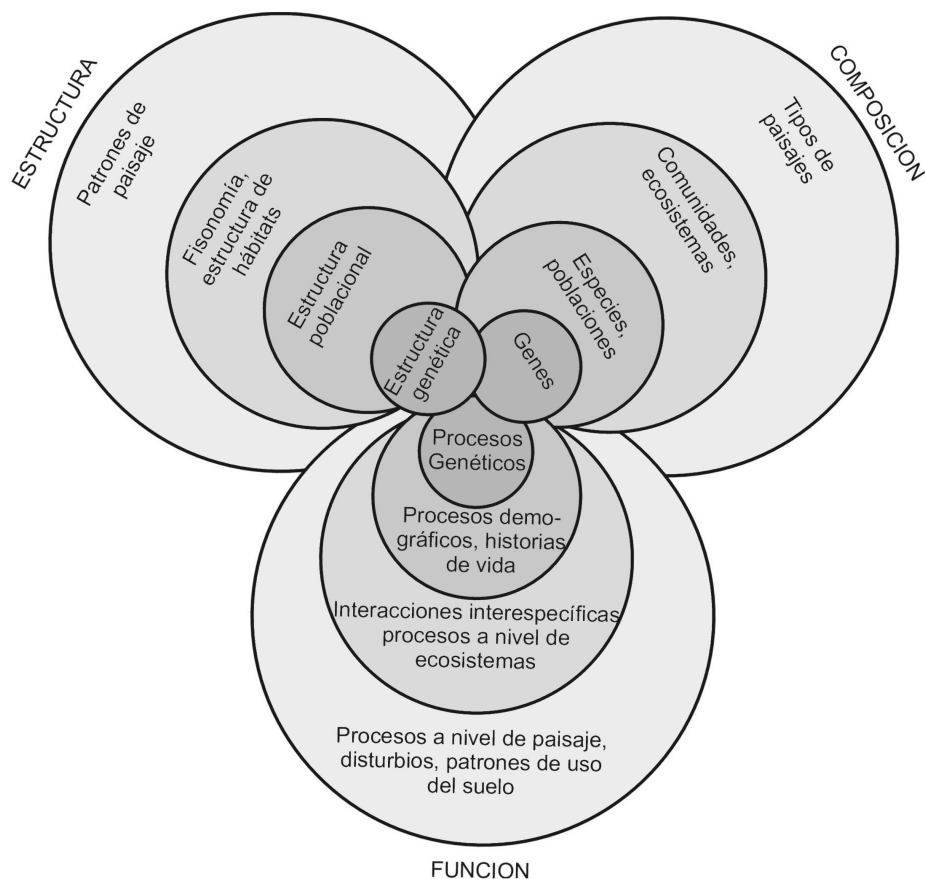 ESTRUCTURA
Patrones de
paisaje
Fisonomía,
estructura de
hábitats
Estructura
poblacional
Estructura
genética
COMPOSICION
Tipos de
paisajes
Comunidades,
ecosistemas
Especies,
poblaciones
Genes
Procesos
Genéticos
Procesos demo-
gráficos, historias
de vida
Interacciones interespecíficas
procesos a nivel de
ecosistemas
Procesos a nivel de paisaje,
disturbios, patrones de uso
del suelo
FUNCION